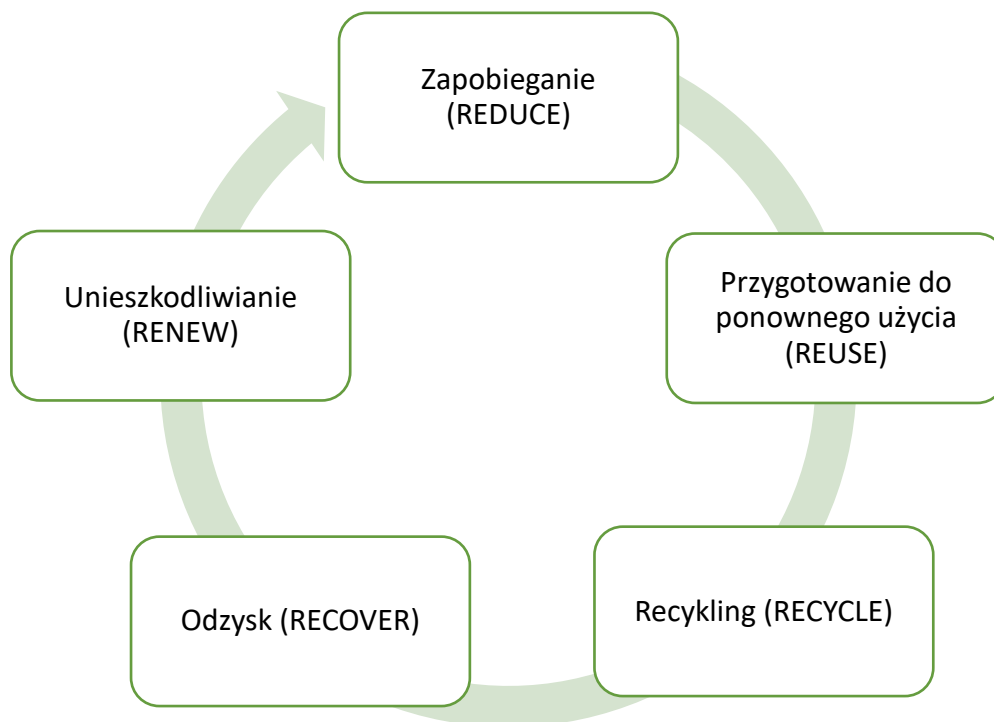 Zapobieganie
(REDUCE)
Przygotowanie do
ponownego użycia
(REUSE)
Recykling (RECYCLE)
Odzysk (RECOVER)
Unieszkodliwianie
(RENEW)